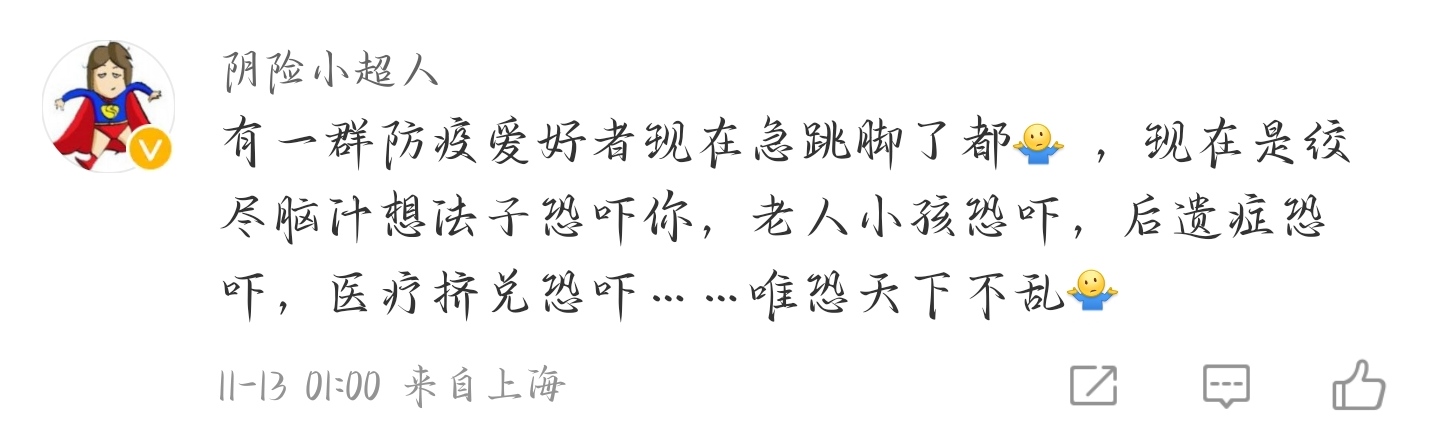 阴险小超人
有一群防疫爱好者现在急跳脚了都🤷，现在是绞
尽脑汁想法子恐吓你，老人小孩恐吓，后遗症恐
吓，医疗挤兑恐吓……唯恐天下不乱🤷
11-13 01:00 来自上海